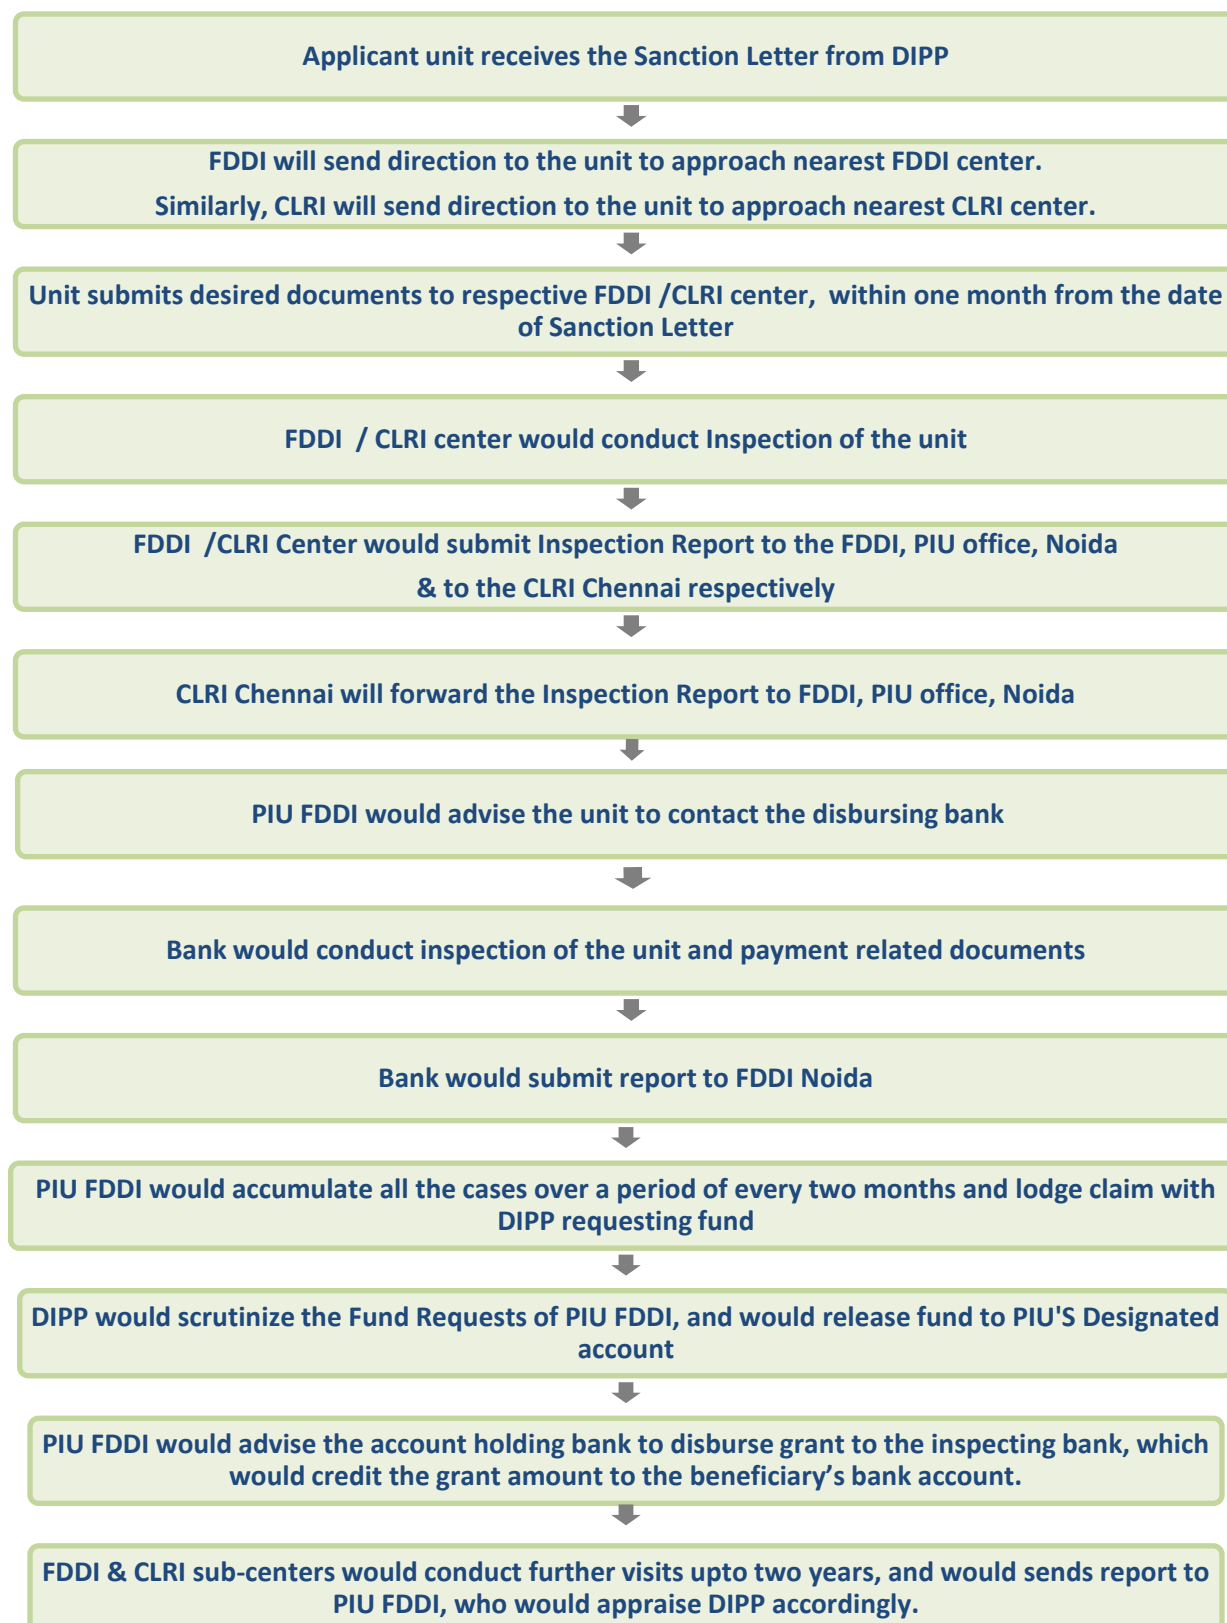 Applicant unit receives the Sanction Letter from DIPP
FDDI will send direction to the unit to approach nearest FDDI center.
Similarly, CLRI will send direction to the unit to approach nearest CLRI center.
Unit submits desired documents to respective FDDI /CLRI center,  within one month from the date
of Sanction Letter
FDDI  / CLRI center would conduct Inspection of the unit
FDDI  /CLRI Center would submit Inspection Report to the FDDI, PIU office, Noida
& to the CLRI Chennai respectively
CLRI Chennai will forward the Inspection Report to FDDI, PIU office, Noida
PIU FDDI would advise the unit to contact the disbursing bank
Bank would conduct inspection of the unit and payment related documents
Bank would submit report to FDDI Noida
PIU FDDI would accumulate all the cases over a period of every two months and lodge claim with
DIPP requesting fund
DIPP would scrutinize the Fund Requests of PIU FDDI, and would release fund to PIU'S Designated
account
PIU FDDI would advise the account holding bank to disburse grant to the inspecting bank, which
would credit the grant amount to the beneficiary’s bank account.
FDDI & CLRI sub-centers would conduct further visits upto two years, and would sends report to
PIU FDDI, who would appraise DIPP accordingly.